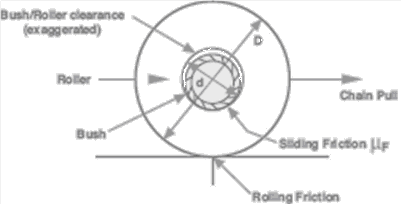 Bush/Roller clearance
(exaggerated)
D
Roller
d
Chain Pull
Bush
Sliding Friction μF
Rolling Friction